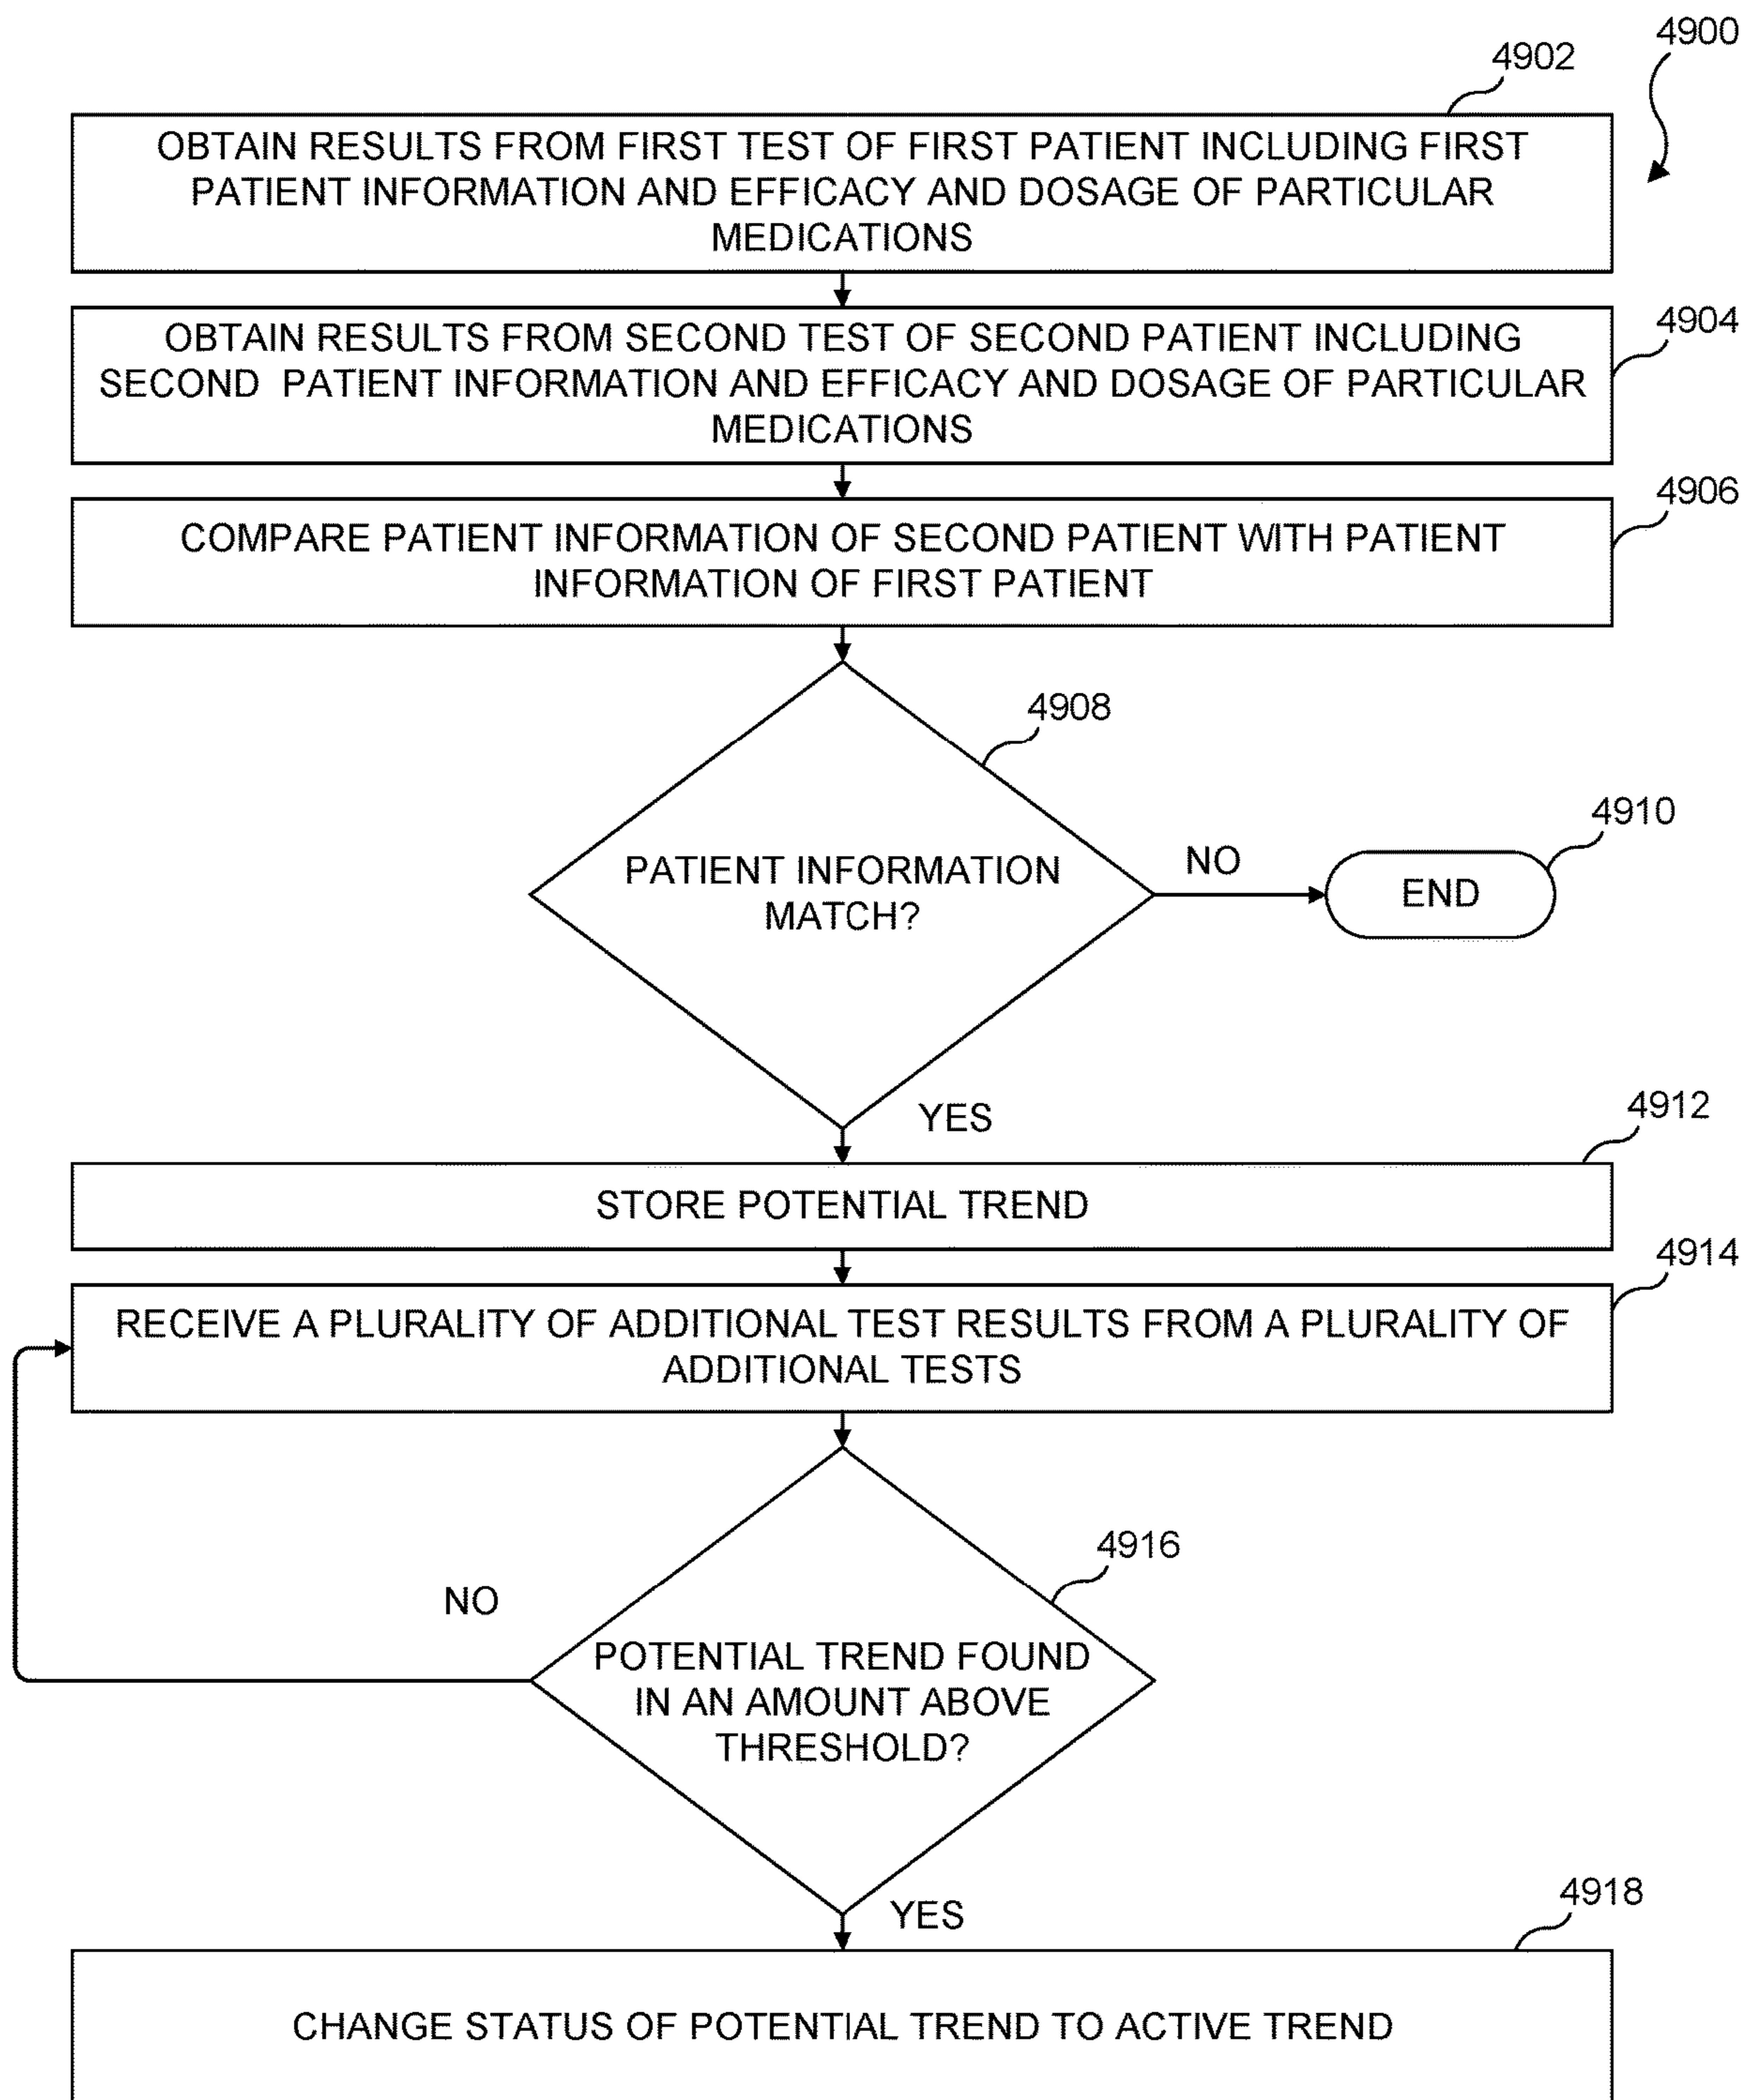 4900
4902
OBTAIN RESULTS FROM FIRST TEST OF FIRST PATIENT INCLUDING FIRST
PATIENT INFORMATION AND EFFICACY AND DOSAGE OF PARTICULAR
MEDICATIONS
4904
OBTAIN RESULTS FROM SECOND TEST OF SECOND PATIENT INCLUDING
SECOND PATIENT INFORMATION AND EFFICACY AND DOSAGE OF PARTICULAR
MEDICATIONS
4906
COMPARE PATIENT INFORMATION OF SECOND PATIENT WITH PATIENT
INFORMATION OF FIRST PATIENT
4908
PATIENT INFORMATION
MATCH?
NO
4910
END
YES
4912
STORE POTENTIAL TREND
4914
RECEIVE A PLURALITY OF ADDITIONAL TEST RESULTS FROM A PLURALITY OF
ADDITIONAL TESTS
4916
NO
POTENTIAL TREND FOUND
IN AN AMOUNT ABOVE
THRESHOLD?
YES
4918
CHANGE STATUS OF POTENTIAL TREND TO ACTIVE TREND